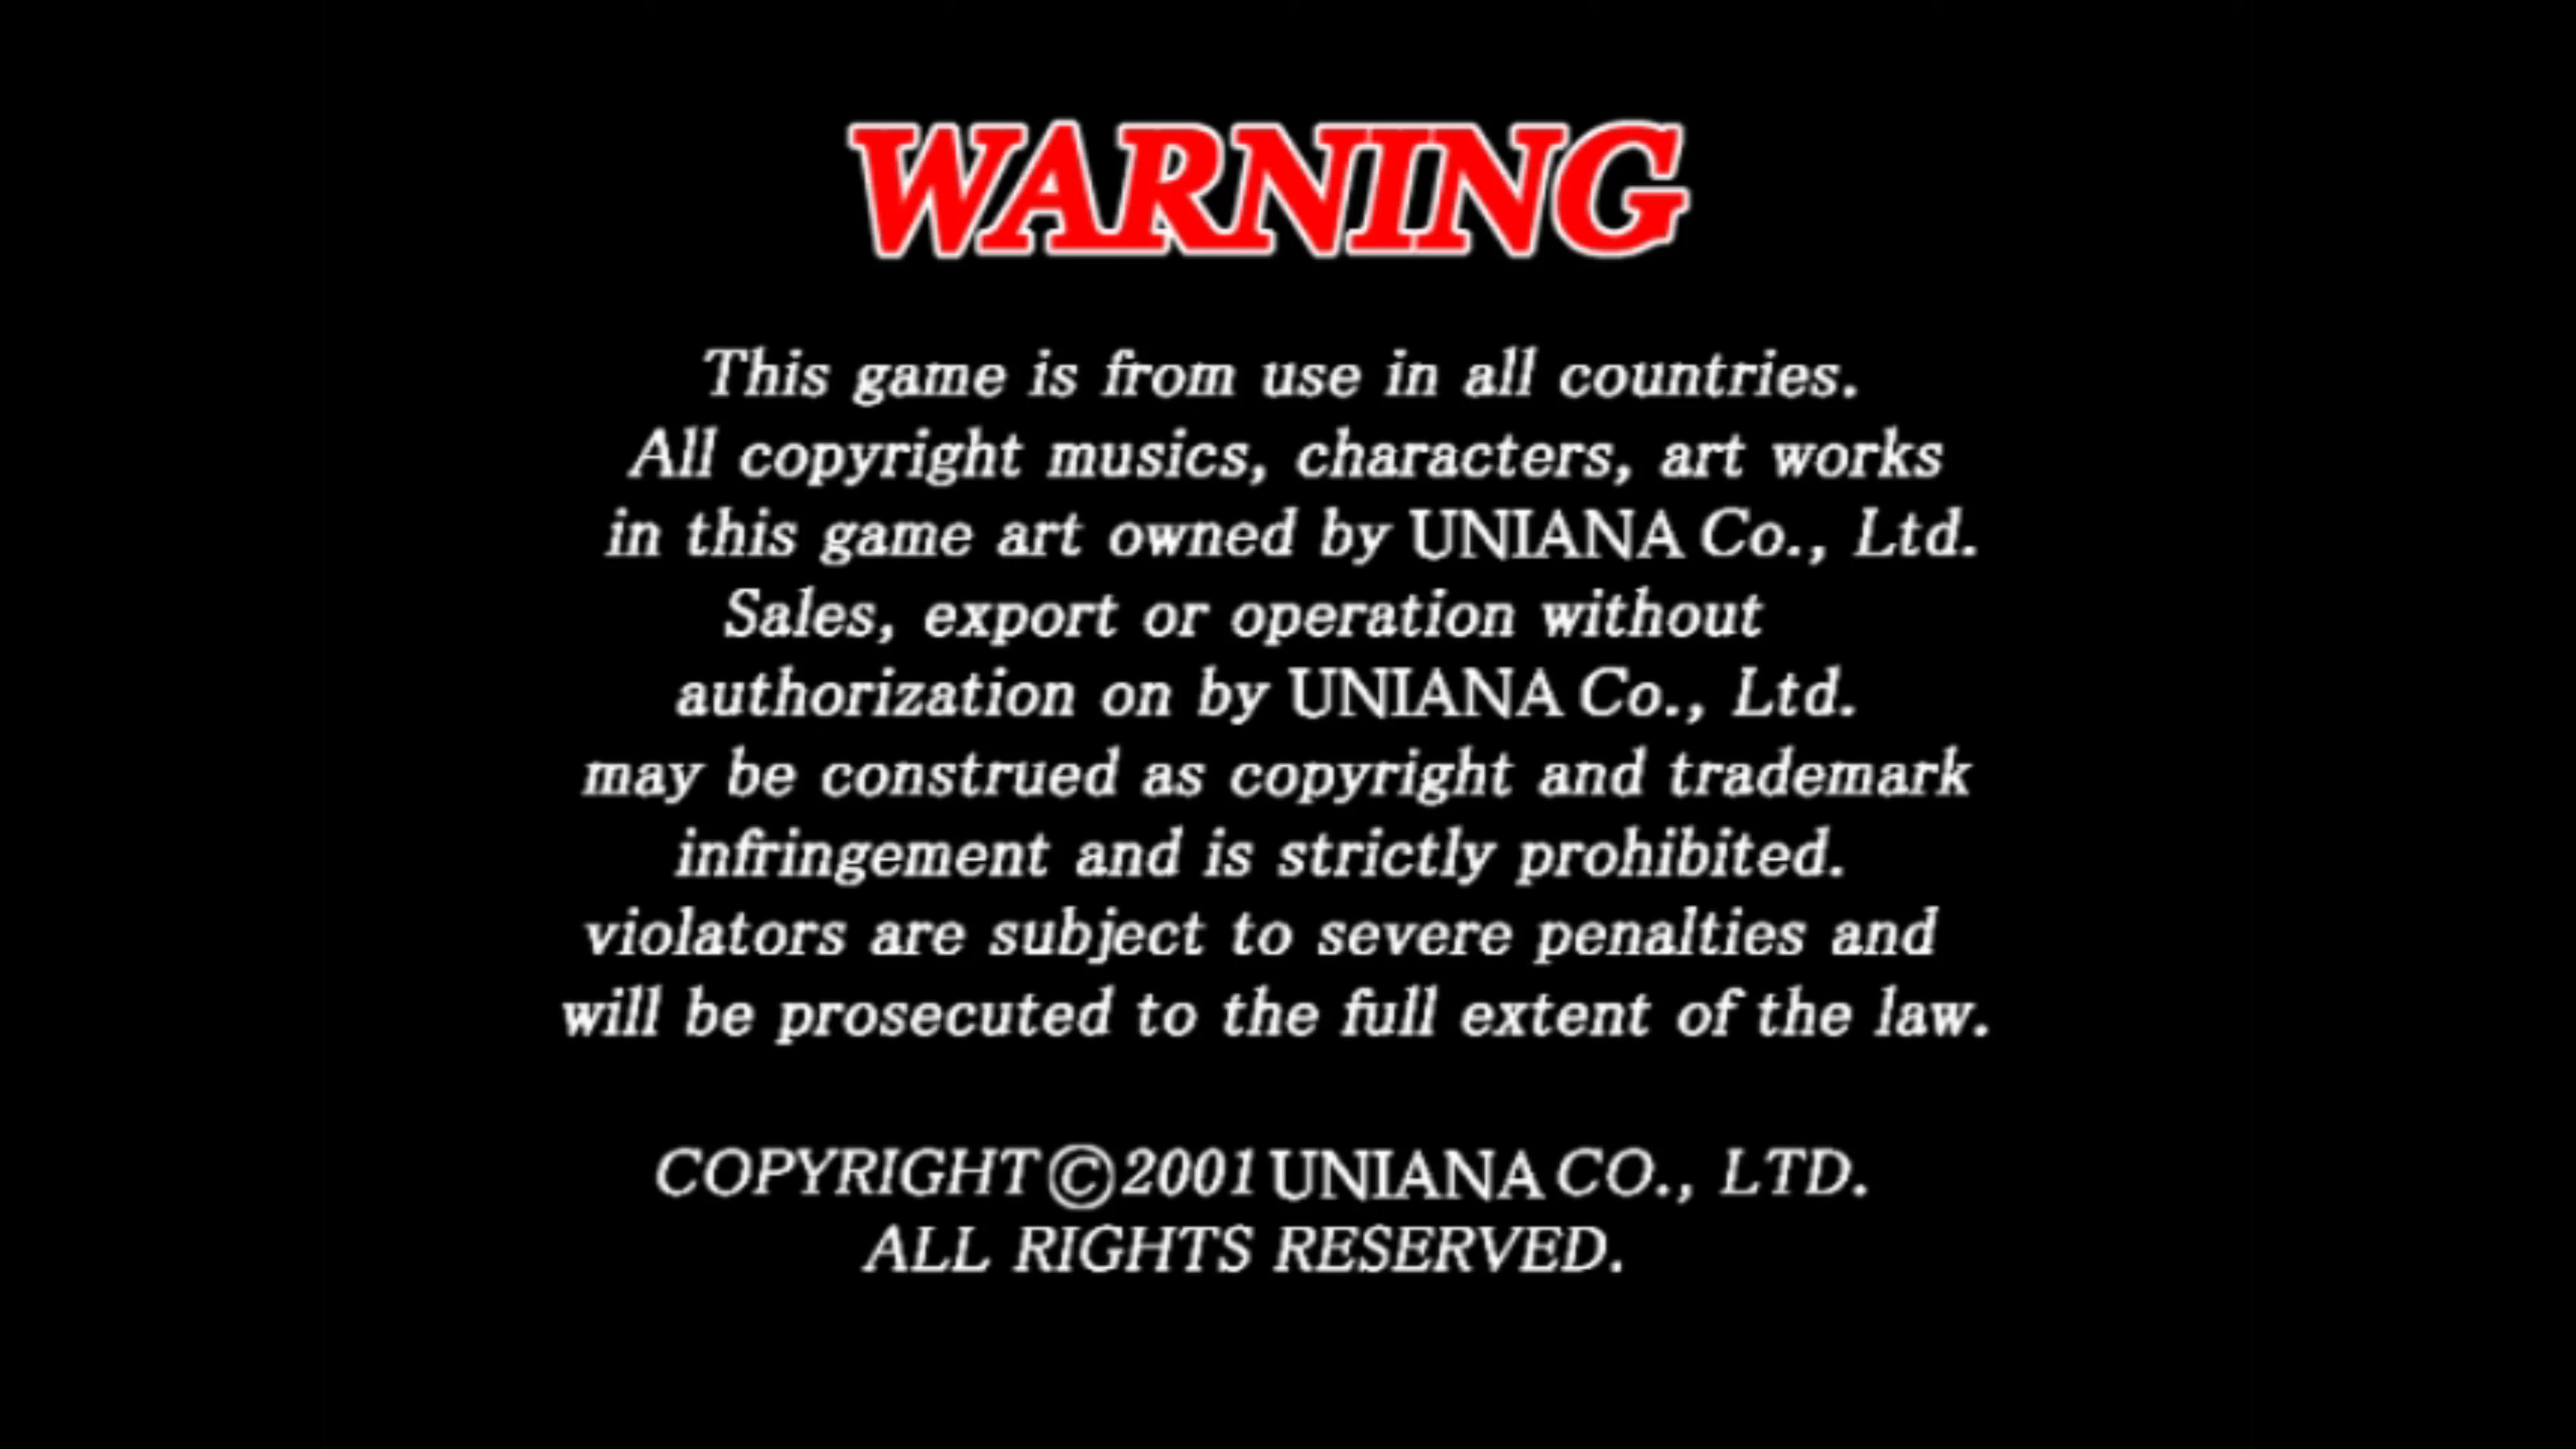 WARNING
This game is from use in all countries.
All copyright musics, characters, art works
in this game art owned by UNIANA Co., Ltd.
Sales, export or operation without
authorization on by UNIANA Co., Ltd.
may be construed as copyright and trademark
infringement and is strictly prohibited.
violators are subject to severe penalties and
will be prosecuted to the full extent of the law.
COPYRIGHT©2001 UNIANA CO., LTD.
ALL RIGHTS RESERVED.